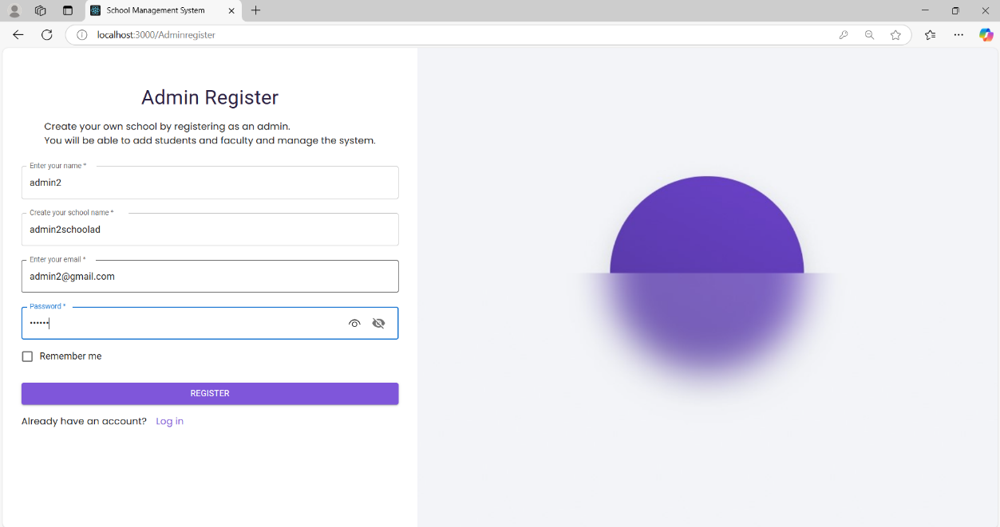 School Management System
localhost:3000/Adminregister
Admin Register
Create your own school by registering as an admin.
You will be able to add students and faculty and manage the system.
Enter your name *
admin2
Create your school name *
admin2schoolad
Enter your email *
admin2@gmail.com
Password *
••••••
Remember me
REGISTER
Already have an account? Log in